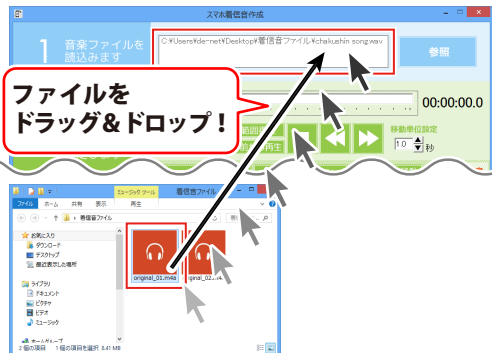 スマホ着信音作成
1 音楽ファイルを
読込みます
C:¥Users¥de-net¥Desktop¥着信音ファイル¥chakushin song.wav
参照
ファイルを
ドラッグ&ドロップ!
00:00:00.0
再生
移動単位設定
1.0 秒
ミュージック ツール
着信音ファイル
ファイル ホーム 共有 表示 再生
着信音ファイル
お気に入り
ダウンロード
デスクトップ
最近表示した場所
ライブラリ
ドキュメント
ピクチャ
ビデオ
ミュージック
ホームグループ
original_01.m4a
original_02.m4
2 個の項目 1 個の項目を選択 8.41 MB